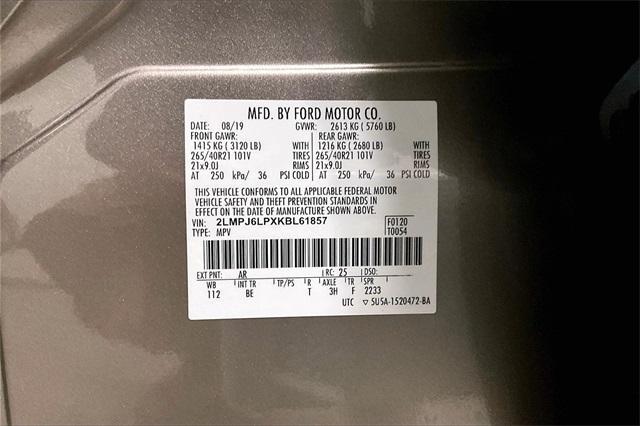 MFD. BY FORD MOTOR CO.
DATE: 08/19 GVWR: 2613 KG ( 5760 LB)
FRONT GAWR: REAR GAWR:
1415 KG ( 3120 LB) WITH 1216 KG ( 2680 LB) WITH
265/40R21 101V TIRES 265/40R21 101V TIRES
21x9.0J RIMS 21x9.0J RIMS
AT 250 kPa/ 36 PSI COLD AT 250 kPa/ 36 PSI COLD
THIS VEHICLE CONFORMS TO ALL APPLICABLE FEDERAL MOTOR
VEHICLE SAFETY AND THEFT PREVENTION STANDARDS IN
EFFECT ON THE DATE OF MANUFACTURE SHOWN ABOVE.
VIN: 2LMPJ6LPXKBL61857 F0120
TYPE: MPV T0054
EXT PNT: AR RC: 25 DSO:
WB INT TR TP/PS R AXLE TR SPR
112 BE T 3H F 2233
UTC ▽ 5U5A-1520472-BA